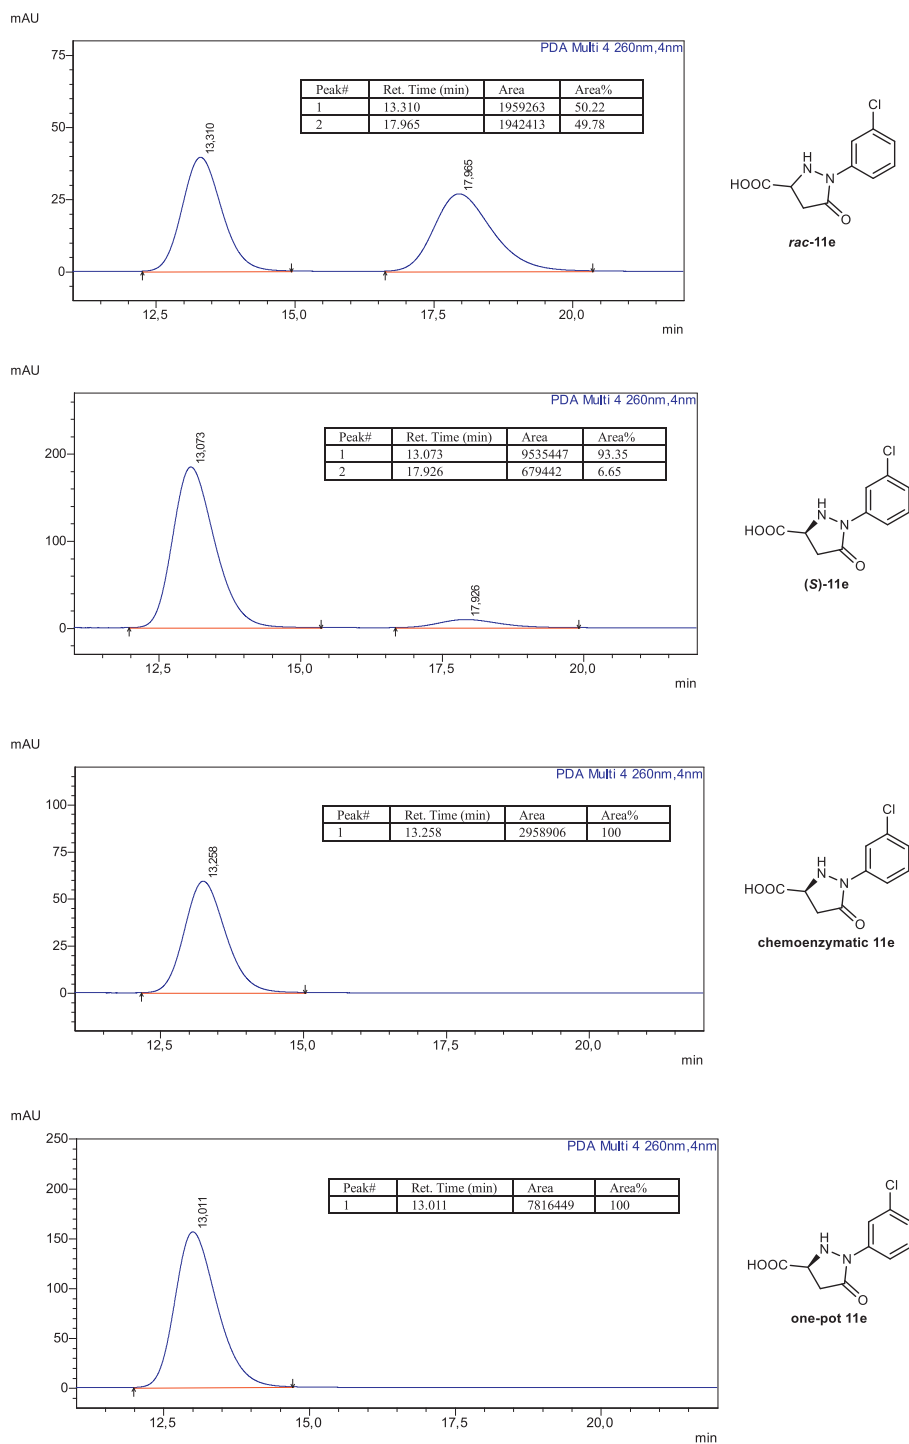 mAU
PDA Multi 4 260nm,4nm
75
50
25
0
Peak# Ret. Time (min) Area Area%
1 13.310 1959263 50.22
2 17.965 1942413 49.78
13,310
17,965
12,5 15,0 17,5 20,0
min
Cl
H
N
N
HOOC
O
rac-11e
mAU
PDA Multi 4 260nm,4nm
200
100
0
Peak# Ret. Time (min) Area Area%
1 13.073 9535447 93.35
2 17.926 679442 6.65
13,073
17,926
12,5 15,0 17,5 20,0
min
Cl
H
N
N
HOOC
O
(S)-11e
mAU
PDA Multi 4 260nm,4nm
100
75
50
25
0
Peak# Ret. Time (min) Area Area%
1 13.258 2958906 100
13,258
12,5 15,0 17,5 20,0
min
Cl
H
N
N
HOOC
O
chemoenzymatic 11e
mAU
PDA Multi 4 260nm,4nm
250
200
150
100
50
0
Peak# Ret. Time (min) Area Area%
1 13.011 7816449 100
13,011
12,5 15,0 17,5 20,0
min
Cl
H
N
N
HOOC
O
one-pot 11e